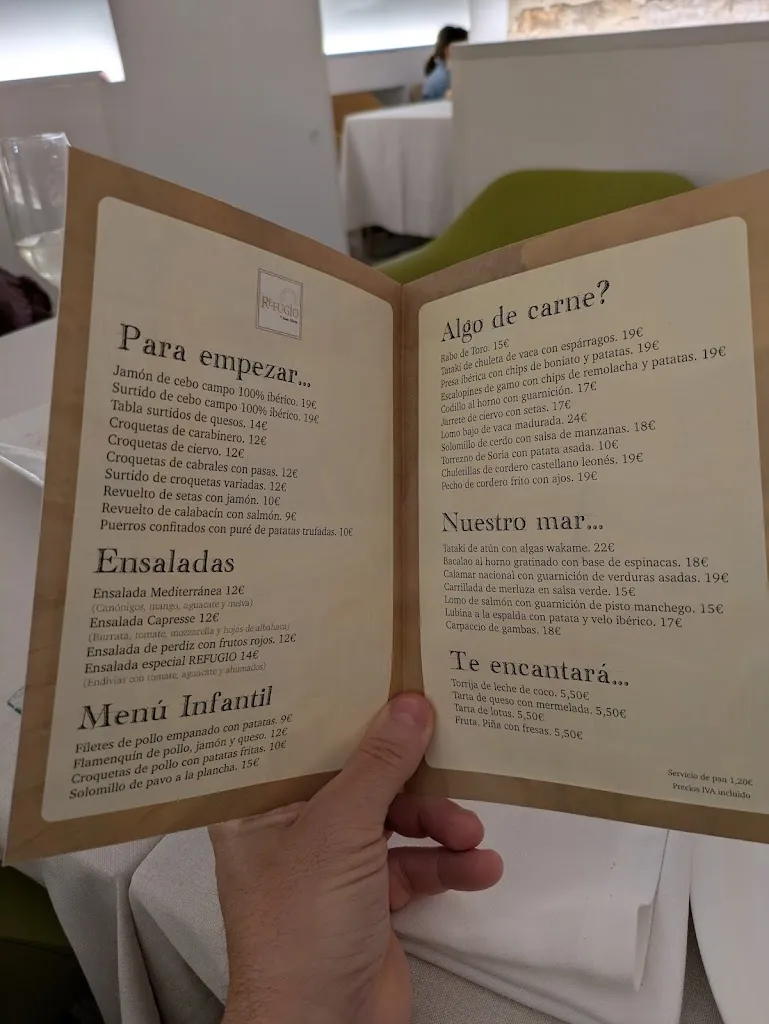 REFUGIO
Para empezar...
Jamón de cebo campo 100% ibérico. 19€
Surtido de cebo campo 100% ibérico. 19€
Tabla surtidos de quesos. 14€
Croquetas de carabinero. 12€
Croquetas de ciervo. 12€
Croquetas de cabrales con pasas. 12€
Surtido de croquetas variadas. 12€
Revuelto de setas con jamón. 10€
Revuelto de calabacín con salmón. 9€
Puerros confitados con puré de patatas trufadas. 10€
Ensaladas
Ensalada Mediterránea 12€
(Canónigos, mango, aguacate y melva)
Ensalada Capresse 12€
(Burrata, tomate, mozzarella y hojas de albahaca)
Ensalada de perdiz con frutos rojos. 12€
Ensalada especial REFUGIO 14€
(Endivias con tomate, aguacate y ahumados)
Menú Infantil
Filetes de pollo empanado con patatas. 9€
Flamenquín de pollo, jamón y queso. 12€
Croquetas de pollo con patatas fritas. 10€
Solomillo de pavo a la plancha. 15€
Algo de carne?
Rabo de Toro. 15€
Tataki de chuleta de vaca con espárragos. 19€
Presa ibérica con chips de boniato y patatas. 19€
Escalopines de gamo con chips de remolacha y patatas. 19€
Codillo al horno con guarnición. 17€
Jarrete de ciervo con setas. 17€
Lomo bajo de vaca madurada. 24€
Solomillo de cerdo con salsa de manzanas. 18€
Torrezno de Soria con patata asada. 10€
Chuletillas de cordero castellano leonés. 19€
Pecho de cordero frito con ajos. 19€
Nuestro mar...
Tataki de atún con algas wakame. 22€
Bacalao al horno gratinado con base de espinacas. 18€
Calamar nacional con guarnición de verduras asadas. 19€
Carrillada de merluza en salsa verde. 15€
Lomo de salmón con guarnición de pisto manchego. 15€
Lubina a la espalda con patata y velo ibérico. 17€
Carpaccio de gambas. 18€
Te encantará...
Torrija de leche de coco. 5,50€
Tarta de queso con mermelada. 5,50€
Tarta de lotus. 5,50€
Fruta. Piña con fresas. 5,50€
Servicio de pan 1,20€
Precios IVA incluido